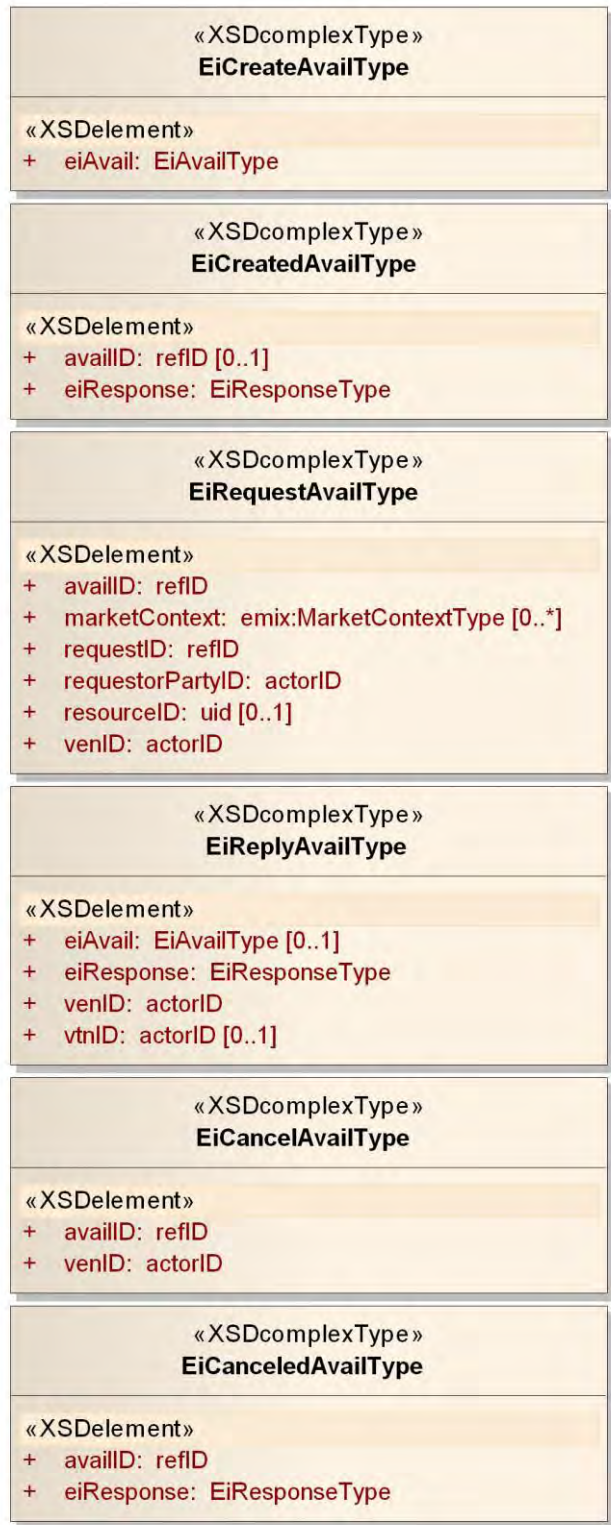 «XSDcomplexType»
EiCreateAvailType
«XSDelement»
+ eiAvail: EiAvailType
«XSDcomplexType»
EiCreatedAvailType
«XSDelement»
+ availID: refID [0..1]
+ eiResponse: EiResponseType
«XSDcomplexType»
EiRequestAvailType
«XSDelement»
+ availID: refID
+ marketContext: emix:MarketContextType [0..*]
+ requestID: refID
+ requestorPartyID: actorID
+ resourceID: uid [0..1]
+ venID: actorID
«XSDcomplexType»
EiReplyAvailType
«XSDelement»
+ eiAvail: EiAvailType [0..1]
+ eiResponse: EiResponseType
+ venID: actorID
+ vtnID: actorID [0..1]
«XSDcomplexType»
EiCancelAvailType
«XSDelement»
+ availID: refID
+ venID: actorID
«XSDcomplexType»
EiCanceledAvailType
«XSDelement»
+ availID: refID
+ eiResponse: EiResponseType